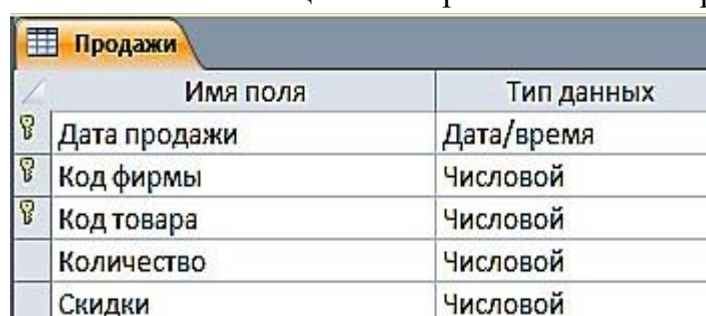 Продажи
Имя поля Тип данных
Дата продажи Дата/время
Код фирмы Числовой
Код товара Числовой
Количество Числовой
Скидки Числовой